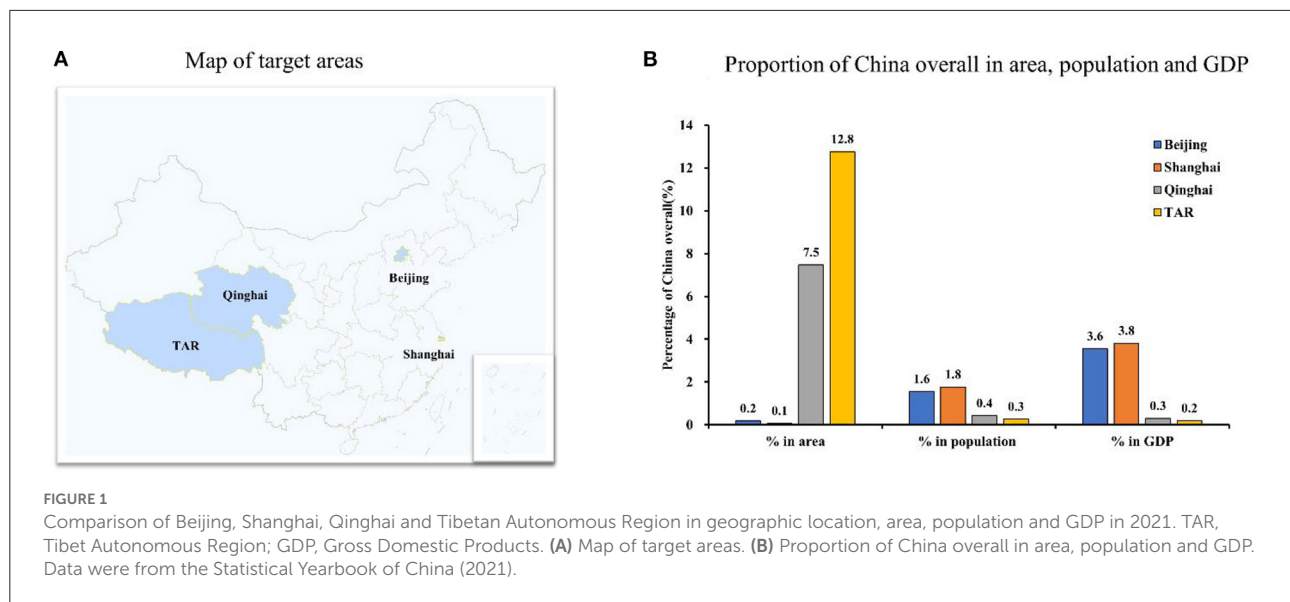 A
Map of target areas
Beijing
Qinghai
TAR
Shanghai
B
Proportion of China overall in area, population and GDP
Percentage of China overall(%)
14
12
10
8
6
4
2
0
12.8
7.5
0.2
0.1
1.6
1.8
0.4
0.3
3.6
3.8
0.3
0.2
Beijing
Shanghai
Qinghai
TAR
% in area
% in population
% in GDP
FIGURE 1
Comparison of Beijing, Shanghai, Qinghai and Tibetan Autonomous Region in geographic location, area, population and GDP in 2021. TAR,
Tibet Autonomous Region; GDP, Gross Domestic Products. (A) Map of target areas. (B) Proportion of China overall in area, population and GDP.
Data were from the Statistical Yearbook of China (2021).